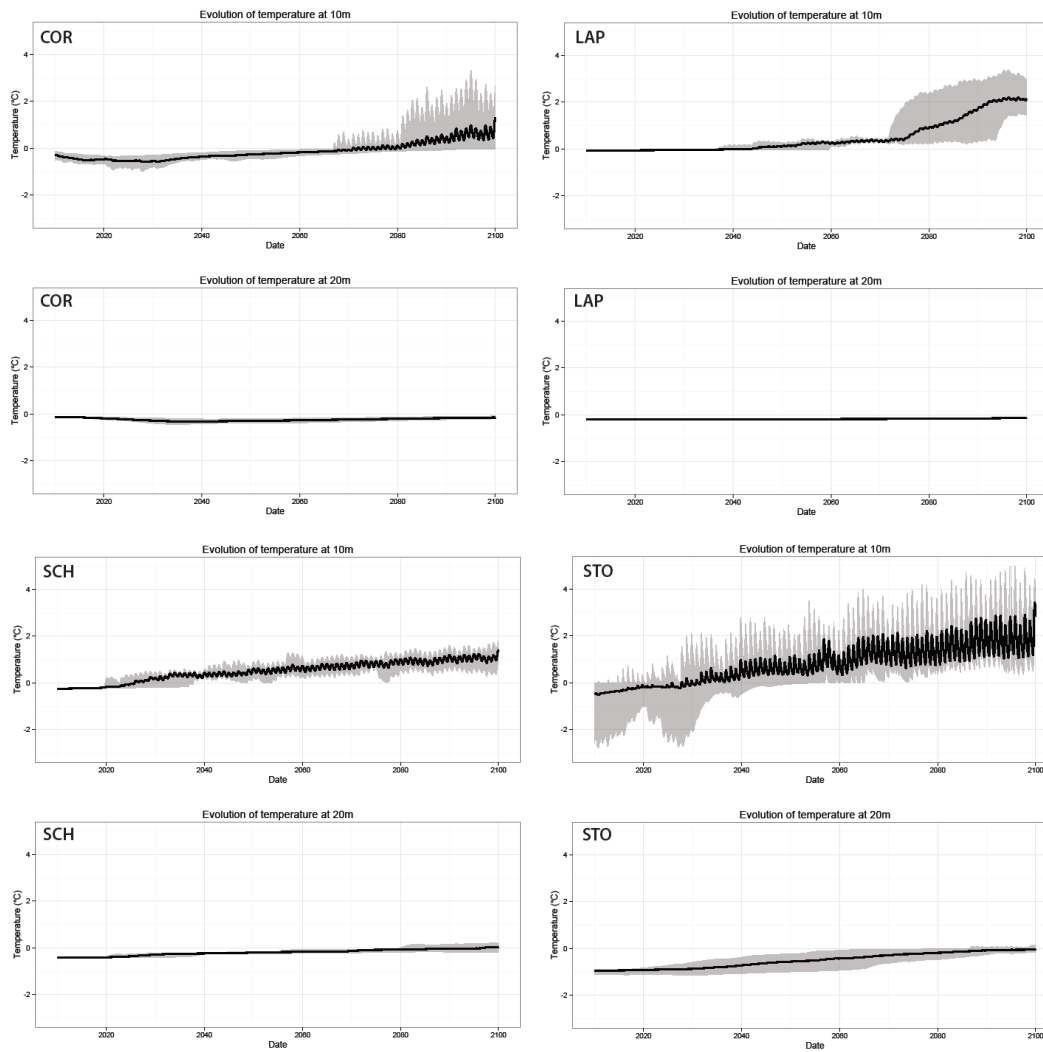 Evolution of temperature at 10m
COR
Temperature (°C)
4
2
0
-2
2020 2040 2060 2080 2100
Date
Evolution of temperature at 10m
LAP
Temperature (°C)
4
2
0
-2
2020 2040 2060 2080 2100
Date
Evolution of temperature at 20m
COR
Temperature (°C)
4
2
0
-2
2020 2040 2060 2080 2100
Date
Evolution of temperature at 20m
LAP
Temperature (°C)
4
2
0
-2
2020 2040 2060 2080 2100
Date
Evolution of temperature at 10m
SCH
Temperature (°C)
4
2
0
-2
2020 2040 2060 2080 2100
Date
Evolution of temperature at 10m
STO
Temperature (°C)
4
2
0
-2
2020 2040 2060 2080 2100
Date
Evolution of temperature at 20m
SCH
Temperature (°C)
4
2
0
-2
2020 2040 2060 2080 2100
Date
Evolution of temperature at 20m
STO
Temperature (°C)
4
2
0
-2
2020 2040 2060 2080 2100
Date